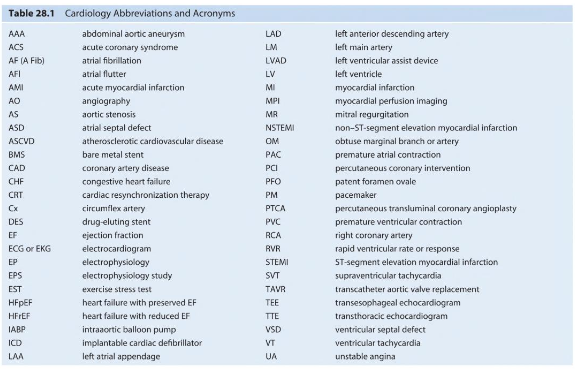 Table 28.1 Cardiology Abbreviations and Acronyms
AAA abdominal aortic aneurysm
ACS acute coronary syndrome
AF (A Fib) atrial fibrillation
AFl atrial flutter
AMI acute myocardial infarction
AO angiography
AS aortic stenosis
ASD atrial septal defect
ASCVD atherosclerotic cardiovascular disease
BMS bare metal stent
CAD coronary artery disease
CHF congestive heart failure
CRT cardiac resynchronization therapy
Cx circumflex artery
DES drug-eluting stent
EF ejection fraction
ECG or EKG electrocardiogram
EP electrophysiology
EPS electrophysiology study
EST exercise stress test
HFpEF heart failure with preserved EF
HFrEF heart failure with reduced EF
IABP intraaortic balloon pump
ICD implantable cardiac defibrillator
LAA left atrial appendage
LAD left anterior descending artery
LM left main artery
LVAD left ventricular assist device
LV left ventricle
MI myocardial infarction
MPI myocardial perfusion imaging
MR mitral regurgitation
NSTEMI non–ST-segment elevation myocardial infarction
OM obtuse marginal branch or artery
PAC premature atrial contraction
PCI percutaneous coronary intervention
PFO patent foramen ovale
PM pacemaker
PTCA percutaneous transluminal coronary angioplasty
PVC premature ventricular contraction
RCA right coronary artery
RVR rapid ventricular rate or response
STEMI ST-segment elevation myocardial infarction
SVT supraventricular tachycardia
TAVR transcatheter aortic valve replacement
TEE transesophageal echocardiogram
TTE transthoracic echocardiogram
VSD ventricular septal defect
VT ventricular tachycardia
UA unstable angina